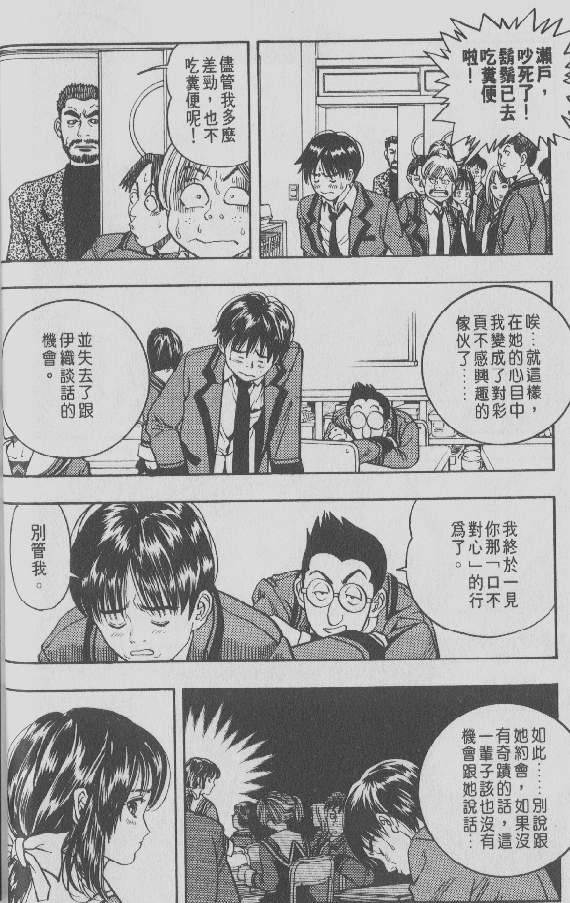 瀨戶，
吵死了！
鬍鬚已去
吃糞便
啦！
儘管我多麼
差勁，也不
吃糞便呢！
唉…就這樣，
在她的心目中
我變成了對彩
頁不感興趣的
傢伙了……
並失去了跟
伊織談話的
機會。
我終於一見
你那「口不
對心」的行
爲了。
別管我。
如此……別說跟
她約會，如果沒
有奇蹟的話，這
一輩子該也沒有
機會跟她說話…